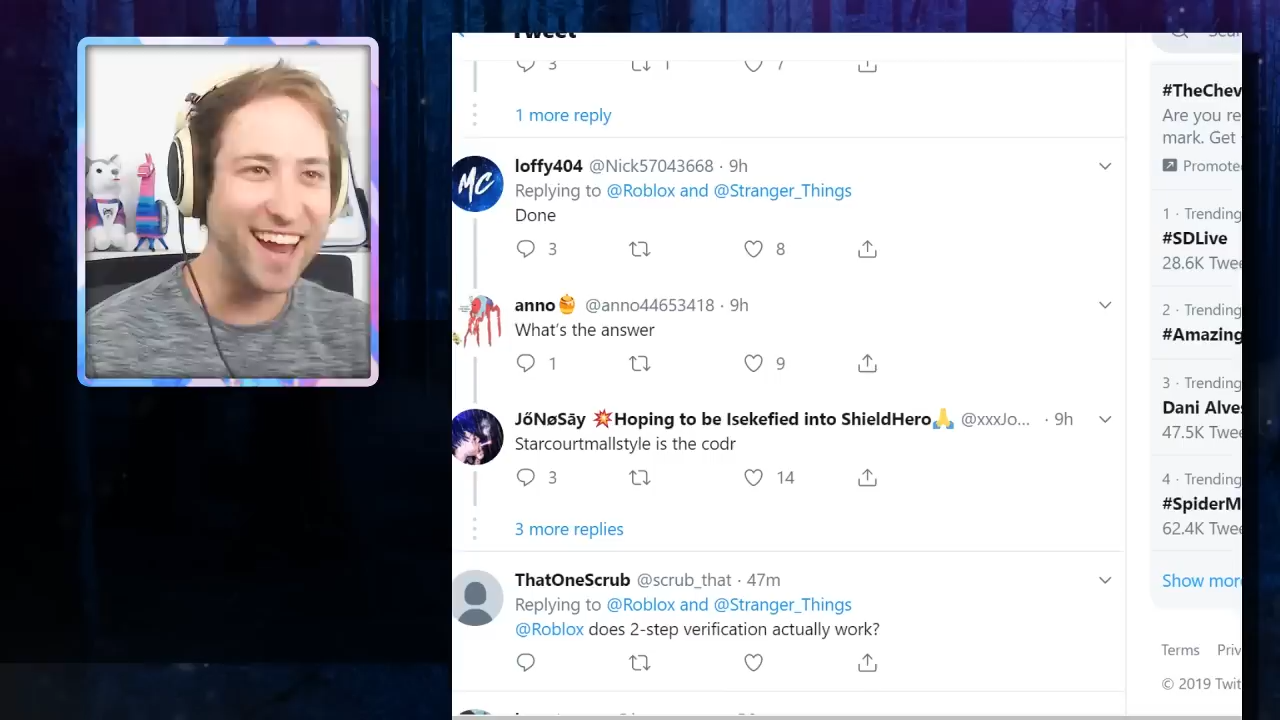 Tweet
3 1 7
1 more reply
loffy404 @Nick57043668 · 9h
Replying to @Roblox and @Stranger_Things
Done
3 8
anno🍯 @anno44653418 · 9h
What's the answer
1 9
JőNøSãy 💥Hoping to be Isekefied into ShieldHero🙏 @xxxJo... · 9h
Starcourtmallstyle is the codr
3 14
3 more replies
ThatOneScrub @scrub_that · 47m
Replying to @Roblox and @Stranger_Things
@Roblox does 2-step verification actually work?
MC
#TheChev
Are you re
mark. Get
Promote
1 · Trending
#SDLive
28.6K Twee
2 · Trending
#Amazing
3 · Trending
Dani Alve
47.5K Twee
4 · Trending
#SpiderM
62.4K Twee
Show mor
Terms Priv
© 2019 Twit